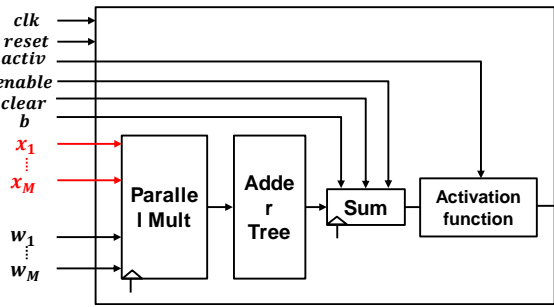 clk
reset
activ
enable
clear
b
x₁
⋮
x_M
w₁
⋮
w_M
Paralle
l Mult
Adde
r
Tree
Sum
Activation
function